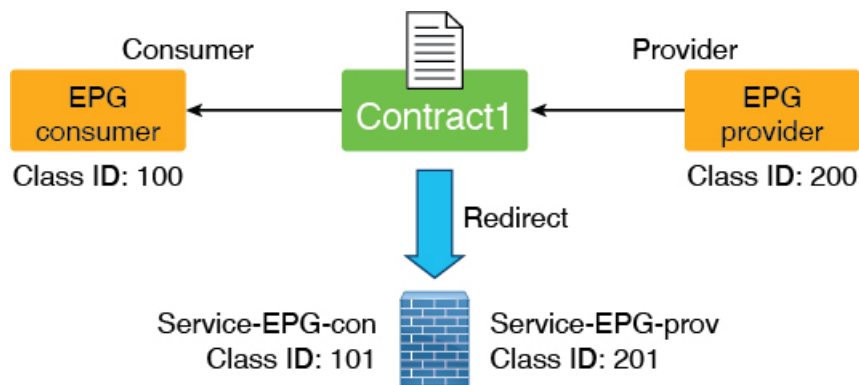 Consumer
Provider
EPG
consumer
Contract1
EPG
provider
Class ID: 100
Class ID: 200
Redirect
Service-EPG-con
Class ID: 101
Service-EPG-prov
Class ID: 201